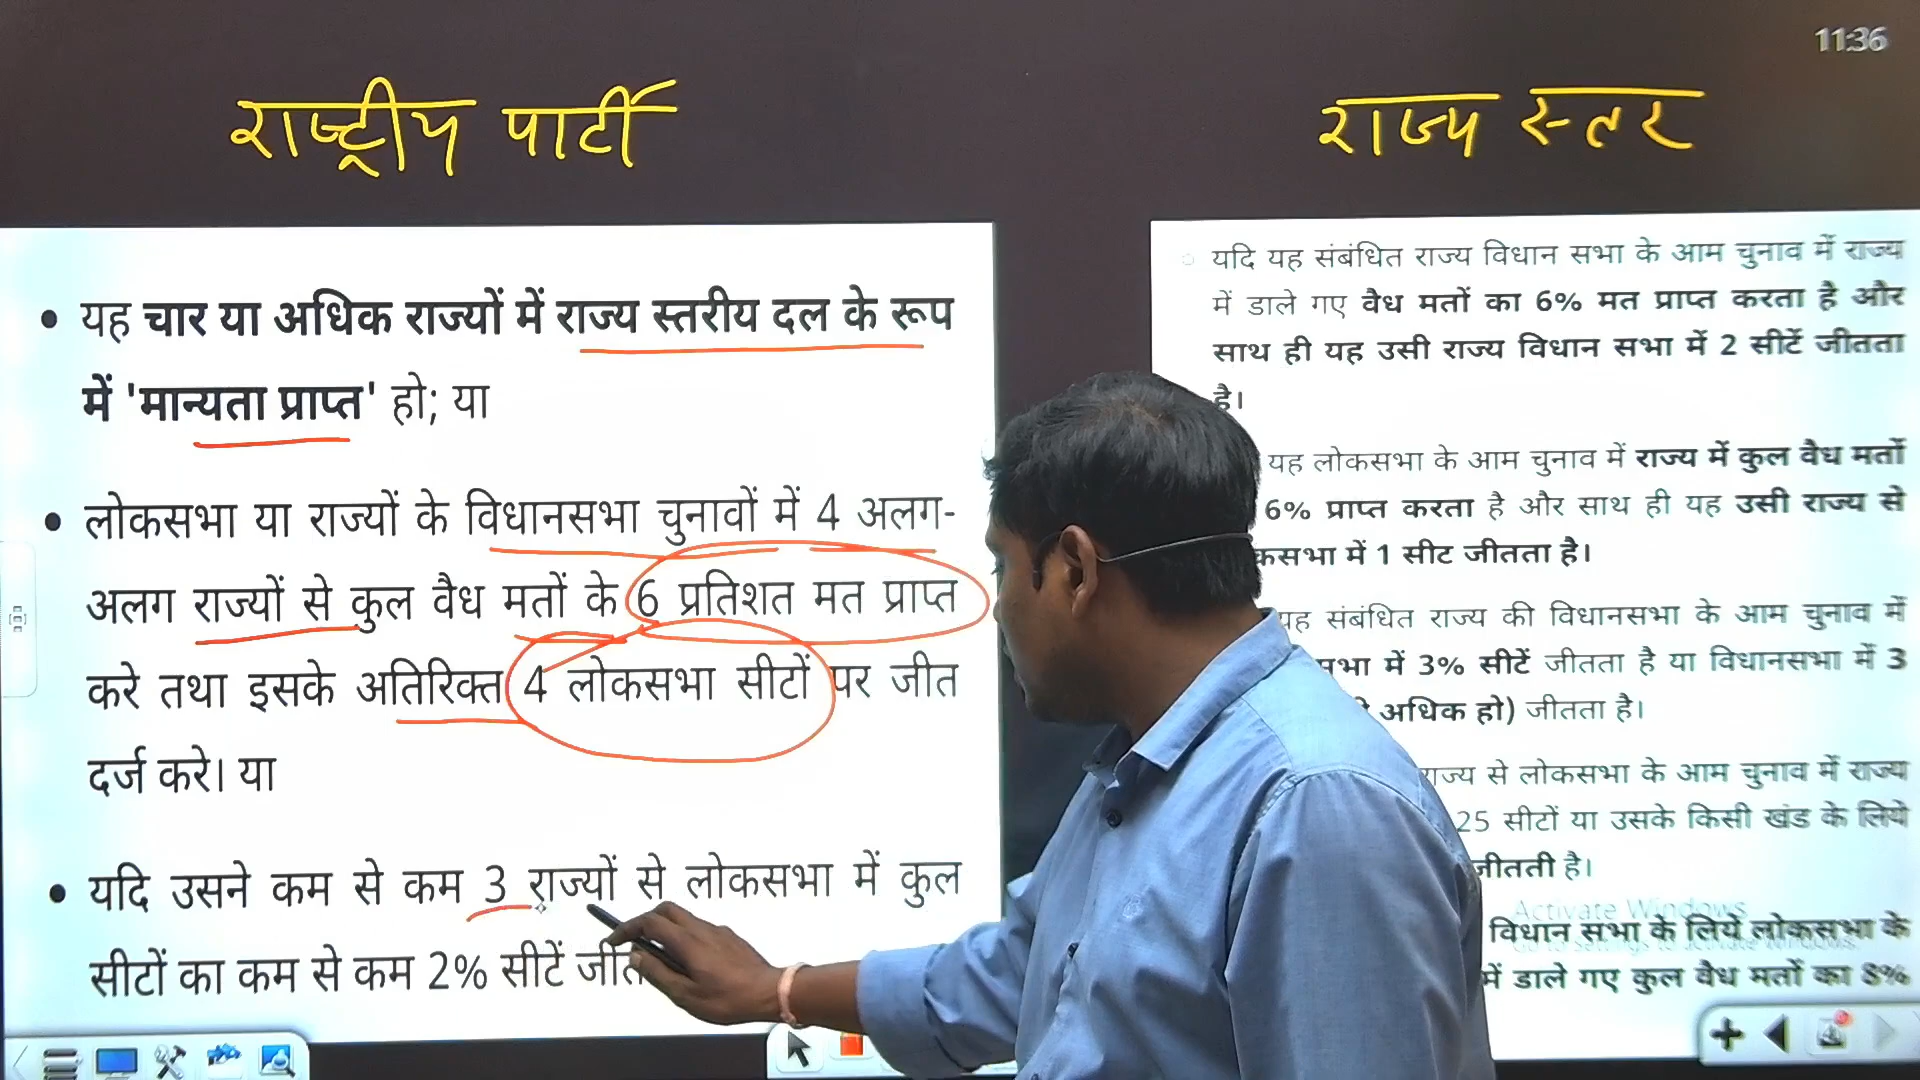 11:36
राष्ट्रीय पार्टी
राज्य स्तर
• यह चार या अधिक राज्यों में राज्य स्तरीय दल के रूप
में 'मान्यता प्राप्त' हो; या
• लोकसभा या राज्यों के विधानसभा चुनावों में 4 अलग-
अलग राज्यों से कुल वैध मतों के 6 प्रतिशत मत प्राप्त
करे तथा इसके अतिरिक्त 4 लोकसभा सीटों पर जीत
दर्ज करे। या
• यदि उसने कम से कम 3 राज्यों से लोकसभा में कुल
सीटों का कम से कम 2% सीटें
यदि यह संबंधित राज्य विधान सभा के आम चुनाव में राज्य
में डाले गए वैध मतों का 6% मत प्राप्त करता है और
साथ ही यह उसी राज्य विधान सभा में 2 सीटें जीतता
है।
यह लोकसभा के आम चुनाव में राज्य में कुल वैध मतों
6% प्राप्त करता है और साथ ही यह उसी राज्य से
में 1 सीट जीतता है।
यह संबंधित राज्य की विधानसभा के आम चुनाव में
में 3% सीटें जीतता है या विधानसभा में 3
अधिक हो) जीतता है।
से लोकसभा के आम चुनाव में राज्य
25 सीटों या उसके किसी खंड के लिये
जीतती है।
Activate Windows
विधान सभा के लिये लोकसभा के
में डाले गए कुल वैध मतों का 8%